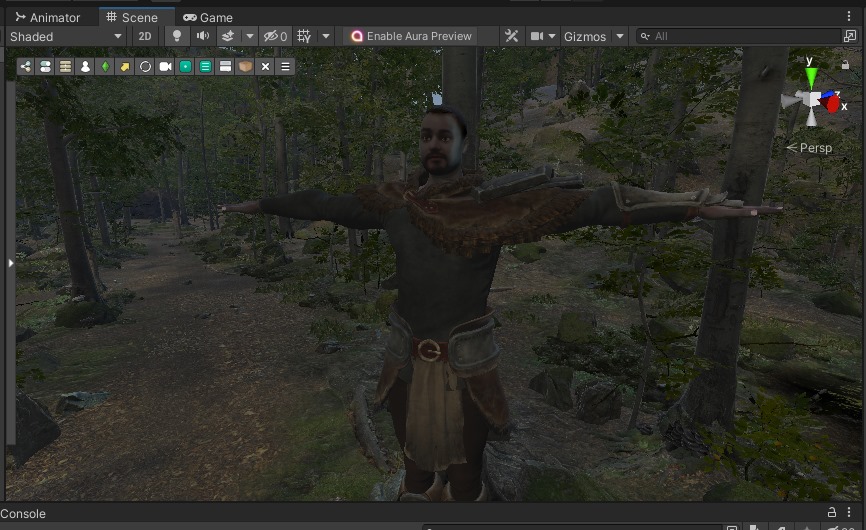 Animator
Scene
Game
Shaded
2D
0
Enable Aura Preview
Gizmos
All
y
z
x
Persp
Console